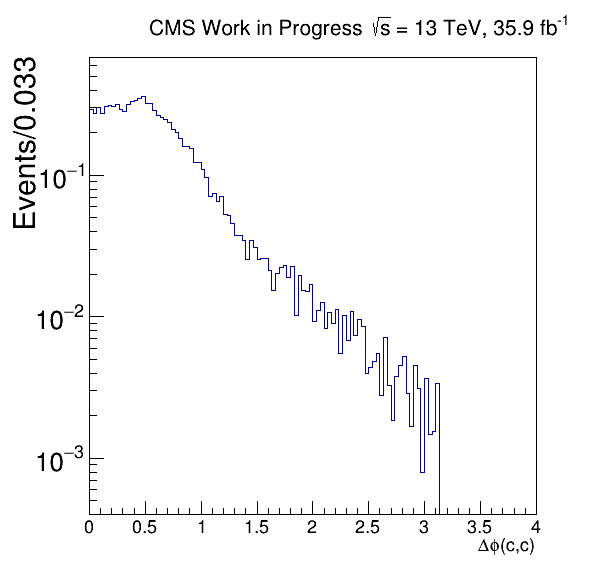 CMS Work in Progress √s = 13 TeV, 35.9 fb⁻¹
Events/0.033
10⁻¹
10⁻²
10⁻³
0 0.5 1 1.5 2 2.5 3 3.5 4
Δϕ(c,c)